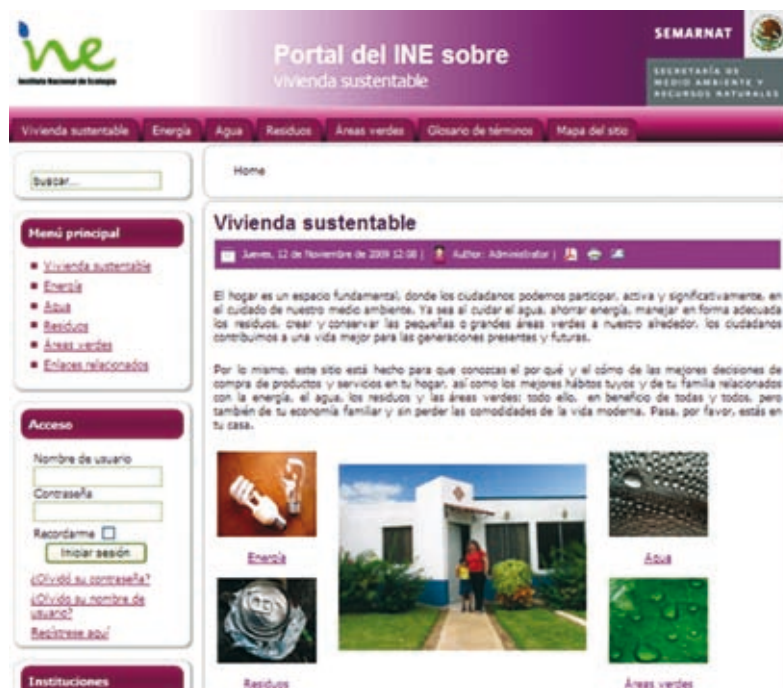 ine
Instituto Nacional de Ecología
Portal del INE sobre
vivienda sustentable
SEMARNAT
SECRETARÍA DE
MEDIO AMBIENTE Y
RECURSOS NATURALES
Vivienda sustentable Energía Agua Residuos Áreas verdes Glosario de términos Mapa del sitio
buscar...
Home
Menú principal
Vivienda sustentable
Energía
Agua
Residuos
Áreas verdes
Enlaces relacionados
Acceso
Nombre de usuario
Contraseña
Recordarme
Iniciar sesión
¿Olvidó su contraseña?
¿Olvido su nombre de
usuario?
Regístrese aquí
Instituciones
Vivienda sustentable
Jueves, 12 de Noviembre de 2009 12:08 | Author: Administrator |
El hogar es un espacio fundamental, donde los ciudadanos podemos participar, activa y significativamente, en
el cuidado de nuestro medio ambiente. Ya sea al cuidar el agua, ahorrar energía, manejar en forma adecuada
los residuos, crear y conservar las pequeñas o grandes áreas verdes a nuestro alrededor, los ciudadanos
contribuimos a una vida mejor para las generaciones presentes y futuras.
Por lo mismo, este sitio está hecho para que conozcas el por qué y el cómo de las mejores decisiones de
compra de productos y servicios en tu hogar, así como los mejores hábitos tuyos y de tu familia relacionados
con la energía, el agua, los residuos y las áreas verdes; todo ello, en beneficio de todas y todos, pero
también de tu economía familiar y sin perder las comodidades de la vida moderna. Pasa, por favor, estás en
tu casa.
Energía
Agua
Residuos
Áreas verdes